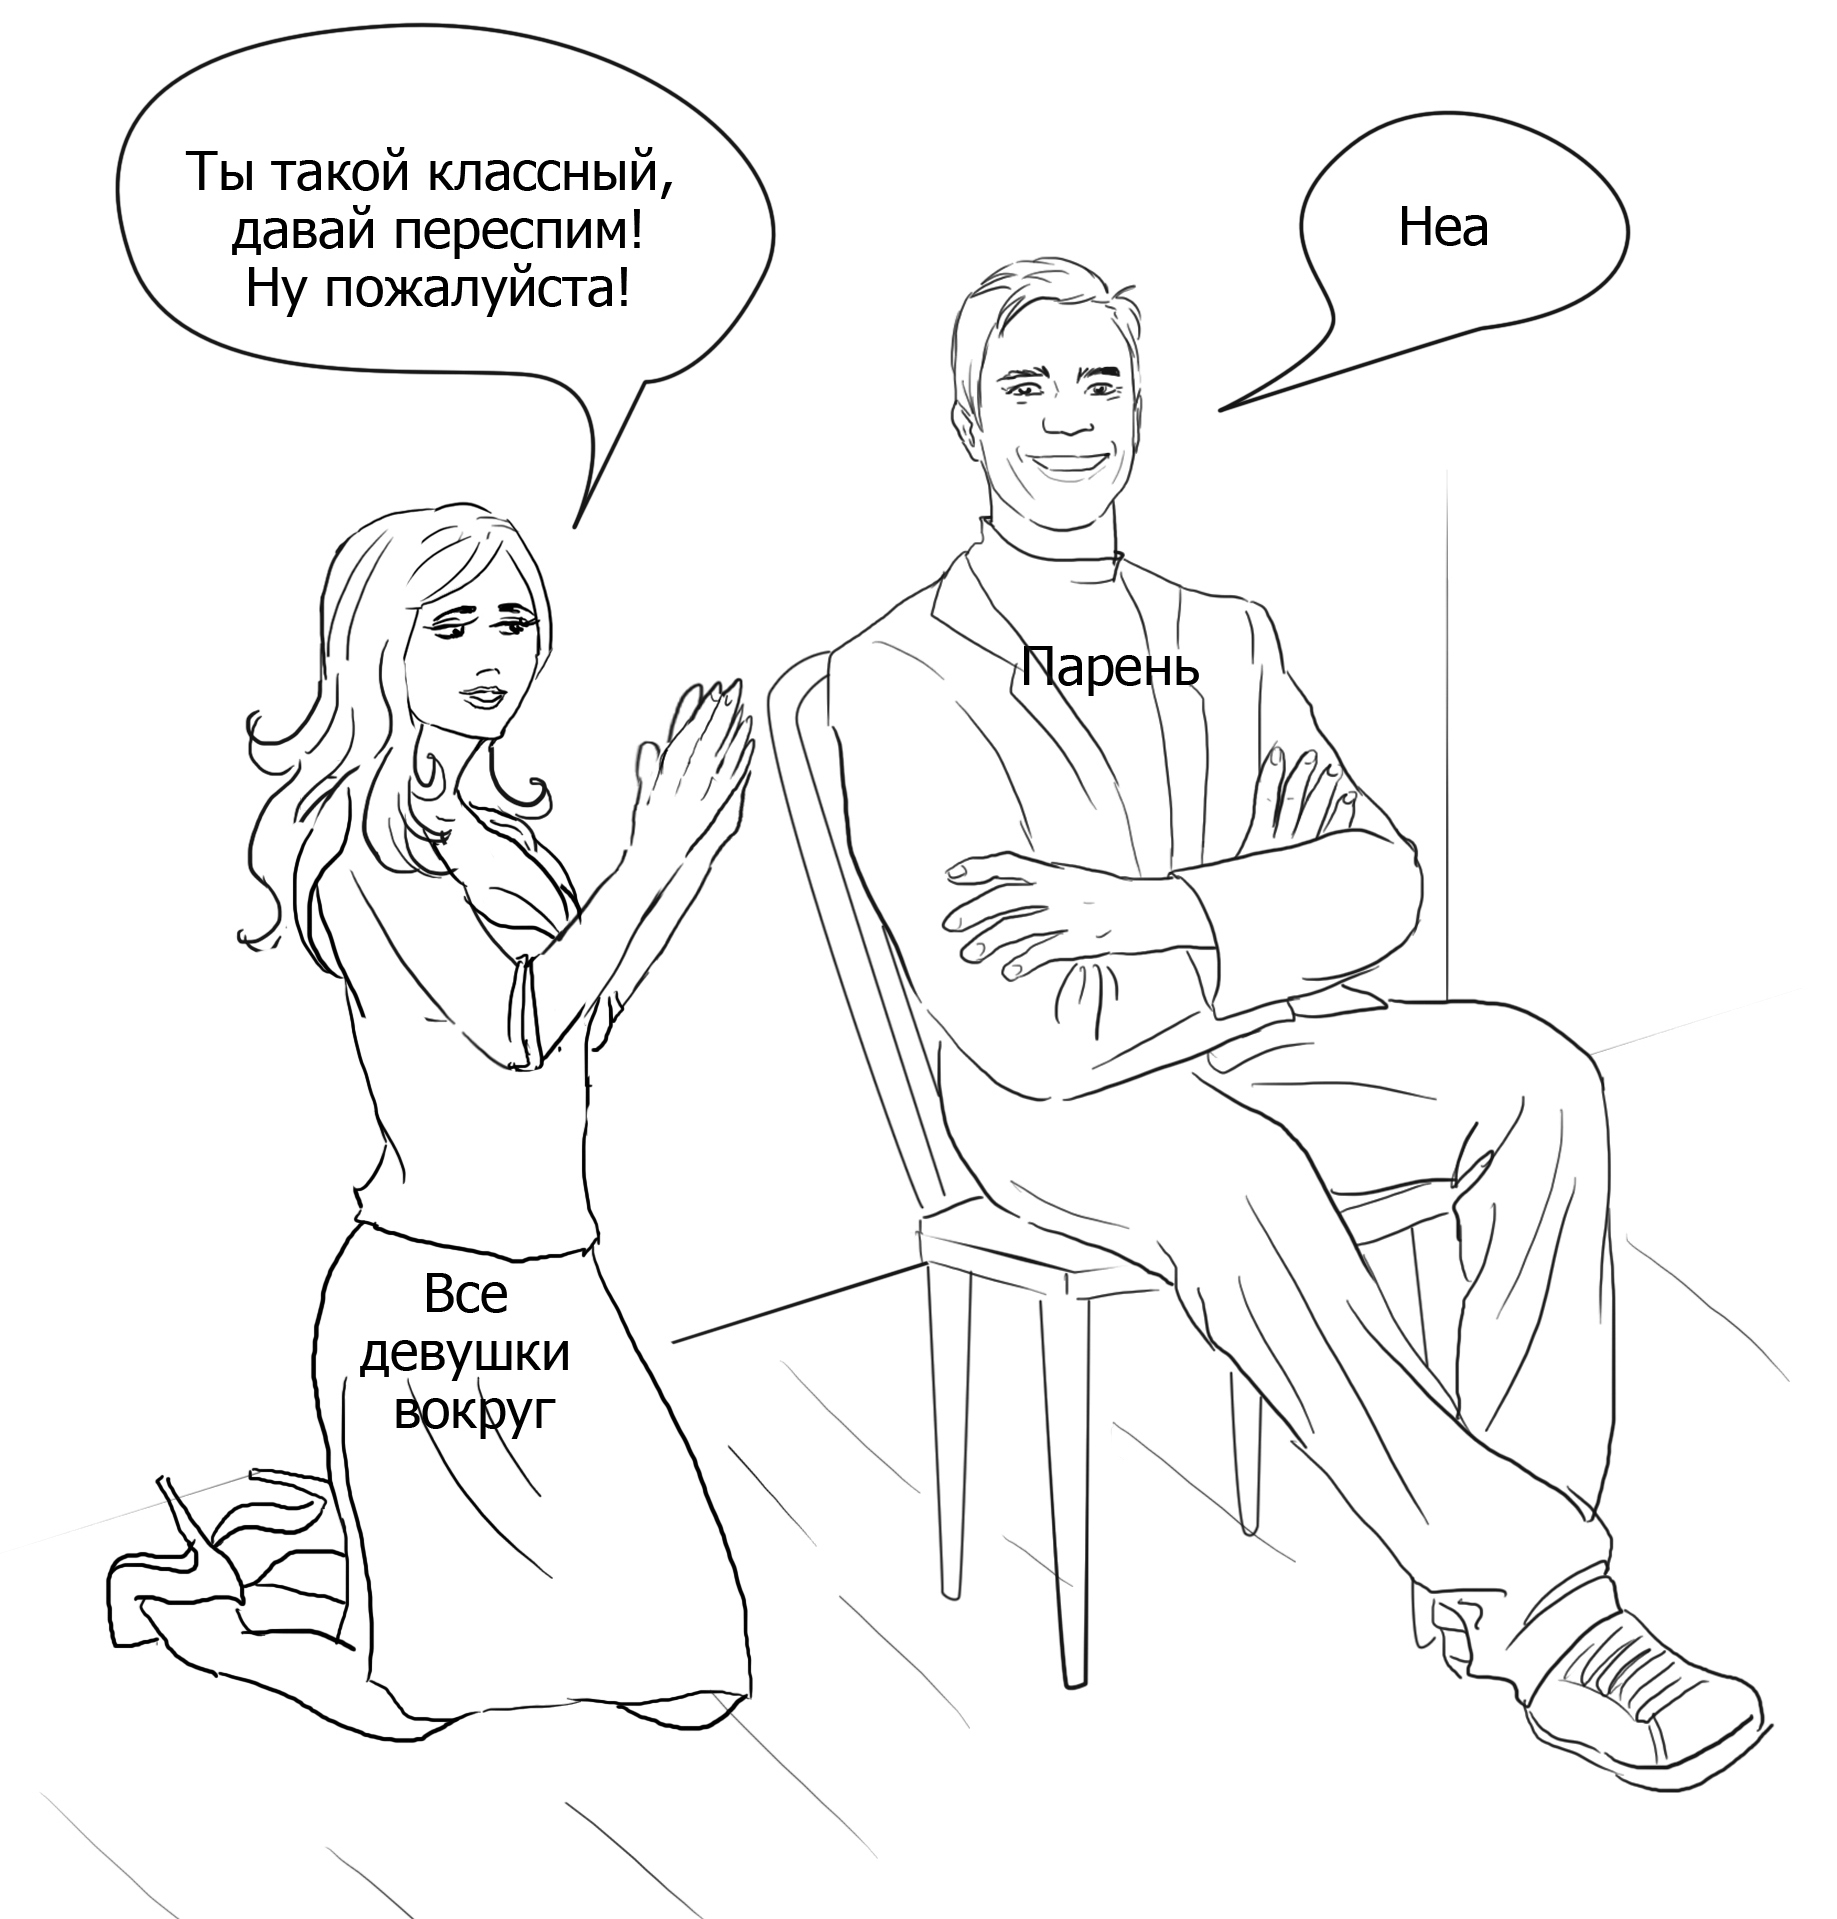 Ты такой классный,
давай переспим!
Ну пожалуйста!
Неа
Парень
Все
девушки
вокруг